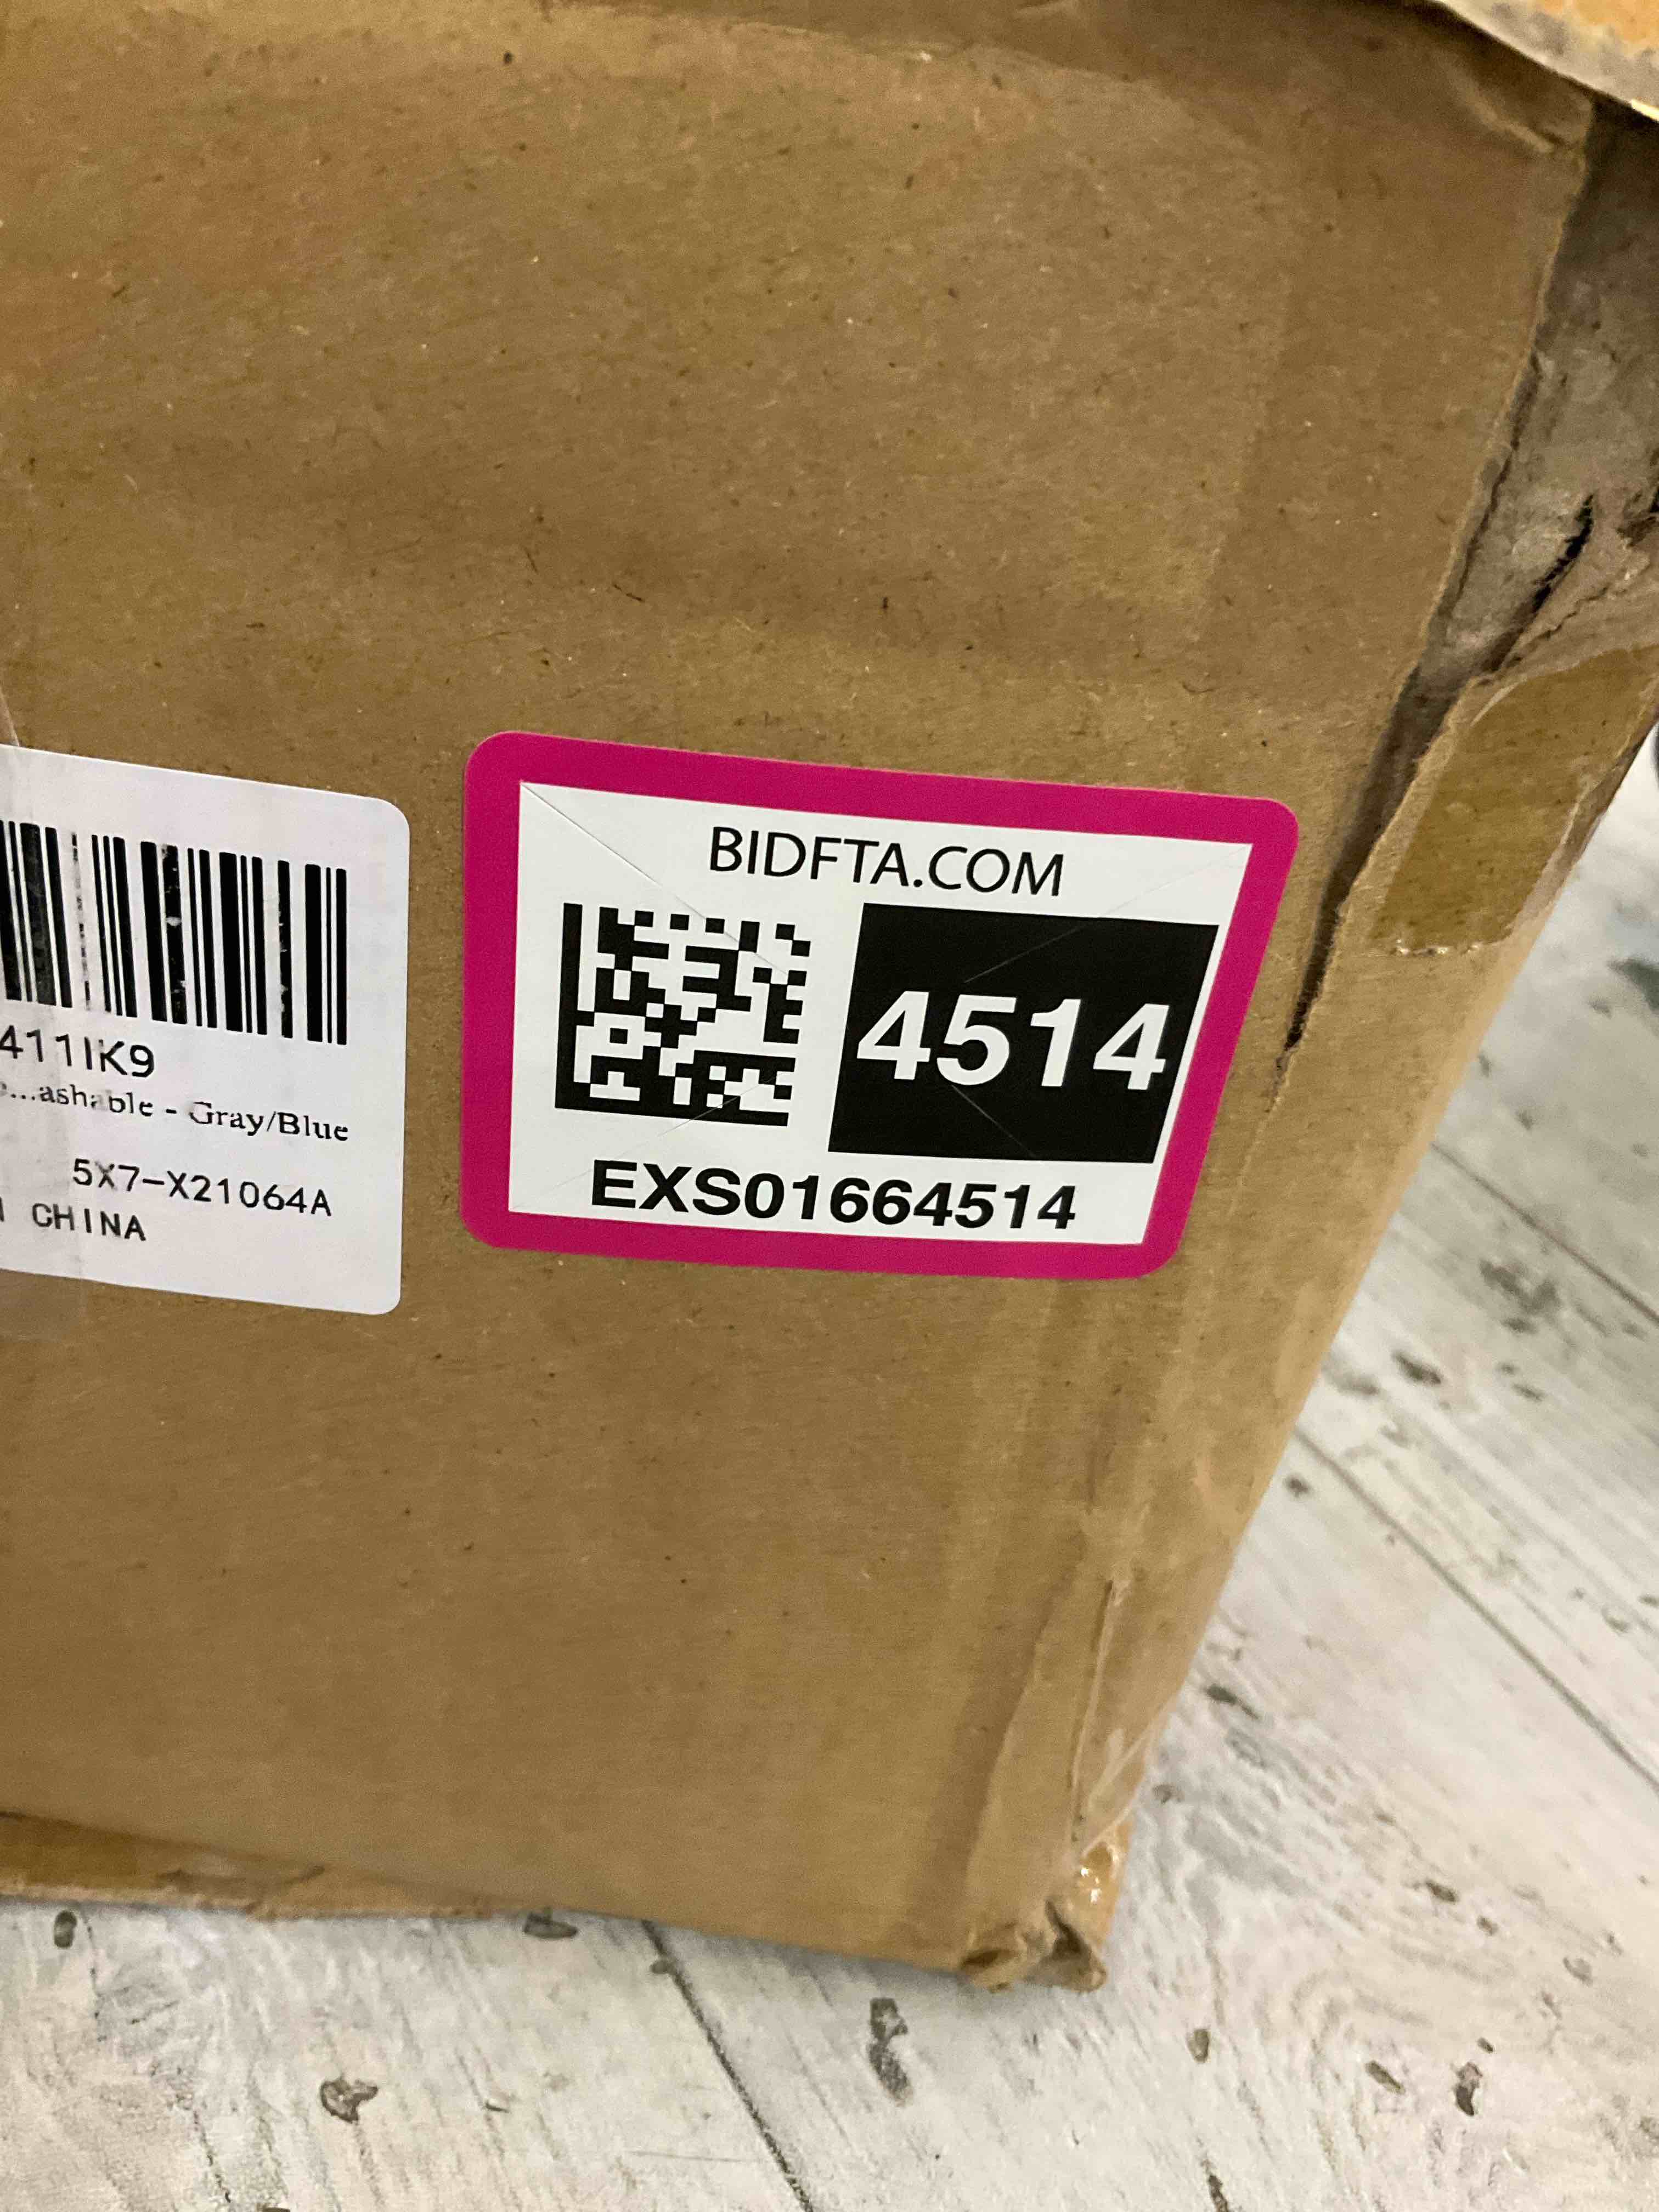 411IK9
...ashable - Gray/Blue
5X7-X21064A
CHINA
BIDFTA.COM
4514
EXS01664514